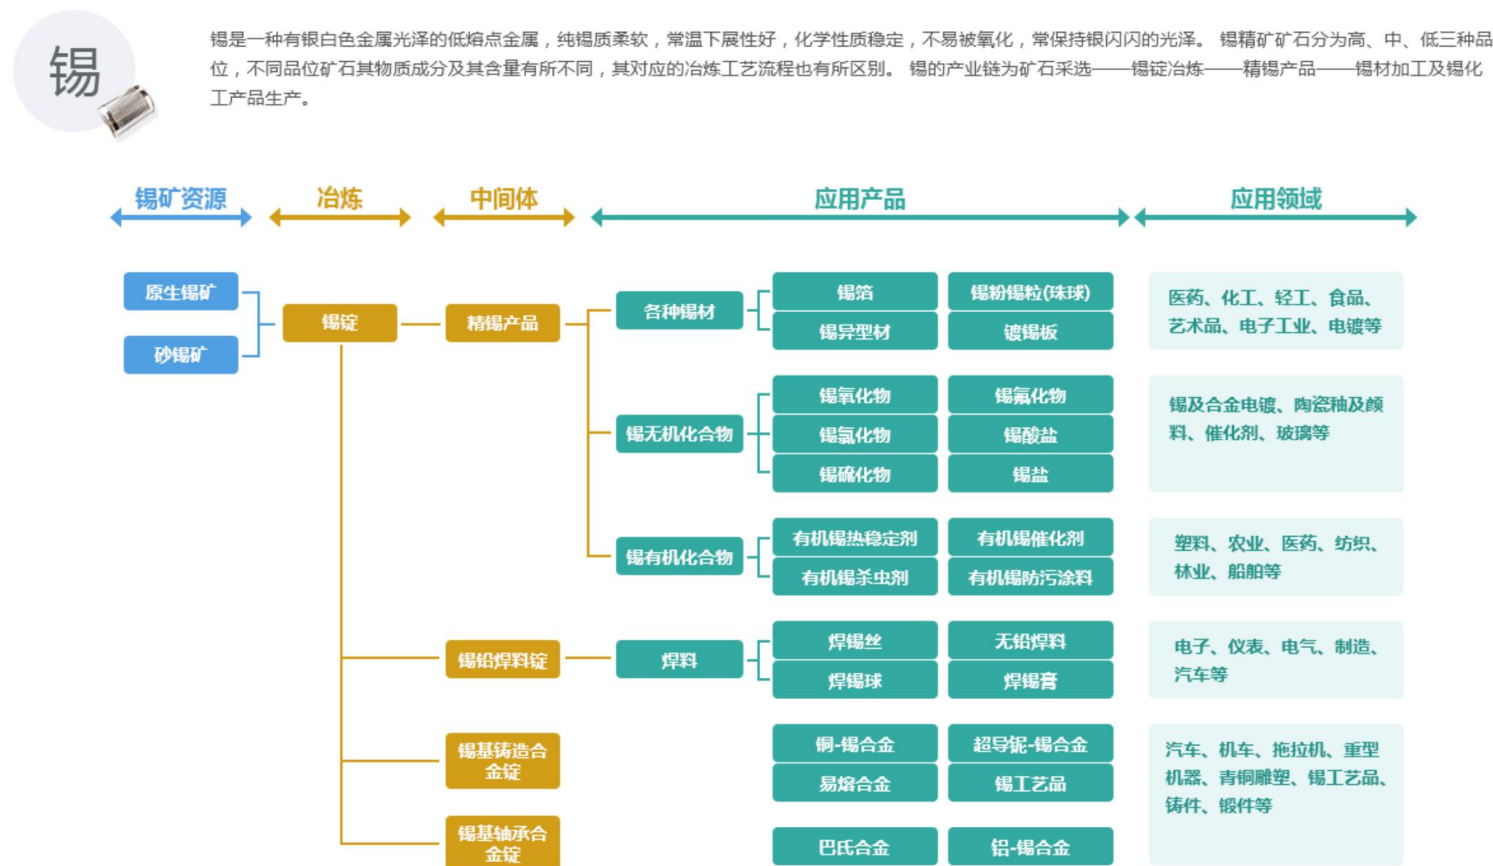 锡
锡是一种有银白色金属光泽的低熔点金属，纯锡质柔软，常温下展性好，化学性质稳定，不易被氧化，常保持银闪闪的光泽。 锡精矿矿石分为高、中、低三种品
位，不同品位矿石其物质成分及其含量有所不同，其对应的冶炼工艺流程也有所区别。 锡的产业链为矿石采选——锡锭冶炼——精锡产品——锡材加工及锡化
工产品生产。
锡矿资源
冶炼
中间体
应用产品
应用领域
原生锡矿
砂锡矿
锡锭
精锡产品
各种锡材
锡箔
锡粉锡粒(珠球)
锡异型材
镀锡板
医药、化工、轻工、食品、
艺术品、电子工业、电镀等
锡无机化合物
锡氧化物
锡氟化物
锡氯化物
锡酸盐
锡硫化物
锡盐
锡及合金电镀、陶瓷釉及颜
料、催化剂、玻璃等
锡有机化合物
有机锡热稳定剂
有机锡催化剂
有机锡杀虫剂
有机锡防污涂料
塑料、农业、医药、纺织、
林业、船舶等
锡铅焊料锭
焊料
焊锡丝
无铅焊料
焊锡球
焊锡膏
电子、仪表、电气、制造、
汽车等
锡基铸造合
金锭
铜-锡合金
超导铌-锡合金
易熔合金
锡工艺品
汽车、机车、拖拉机、重型
机器、青铜雕塑、锡工艺品、
铸件、锻件等
锡基轴承合
金锭
巴氏合金
铝-锡合金